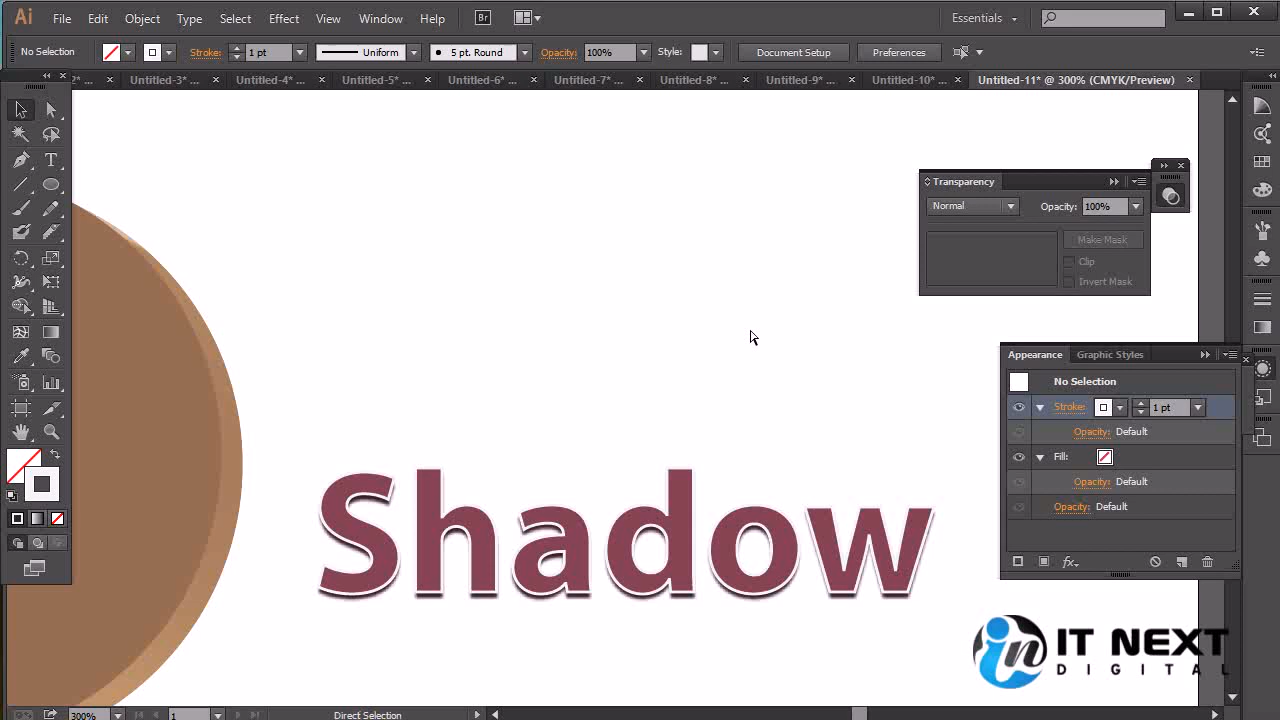 Ai File Edit Object Type Select Effect View Window Help Br Essentials
No Selection Stroke: 1 pt Uniform 5 pt. Round Opacity: 100% Style: Document Setup Preferences
2* ... Untitled-3* ... Untitled-4* ... Untitled-5* ... Untitled-6* ... Untitled-7* ... Untitled-8* ... Untitled-9* ... Untitled-10* ... Untitled-11* @ 300% (CMYK/Preview)
Transparency
Normal Opacity: 100%
Make Mask
Clip
Invert Mask
Appearance Graphic Styles
No Selection
Stroke: 1 pt
Opacity: Default
Fill:
Opacity: Default
Opacity: Default
fx
Shadow
in IT NEXT
DIGITAL
300% 1 Direct Selection